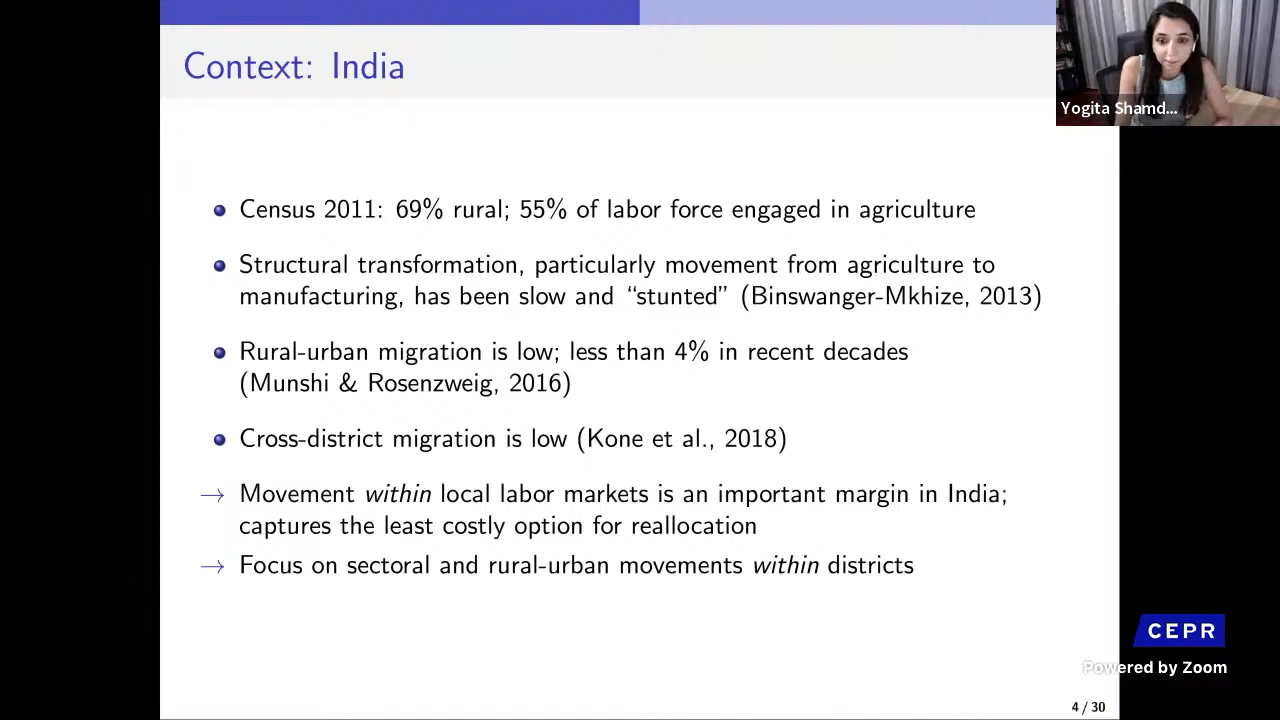 Context: India
Yogita Shamd...
Census 2011: 69% rural; 55% of labor force engaged in agriculture
Structural transformation, particularly movement from agriculture to
manufacturing, has been slow and “stunted” (Binswanger-Mkhize, 2013)
Rural-urban migration is low; less than 4% in recent decades
(Munshi & Rosenzweig, 2016)
Cross-district migration is low (Kone et al., 2018)
→ Movement within local labor markets is an important margin in India;
captures the least costly option for reallocation
→ Focus on sectoral and rural-urban movements within districts
CEPR
Powered by Zoom
4 / 30